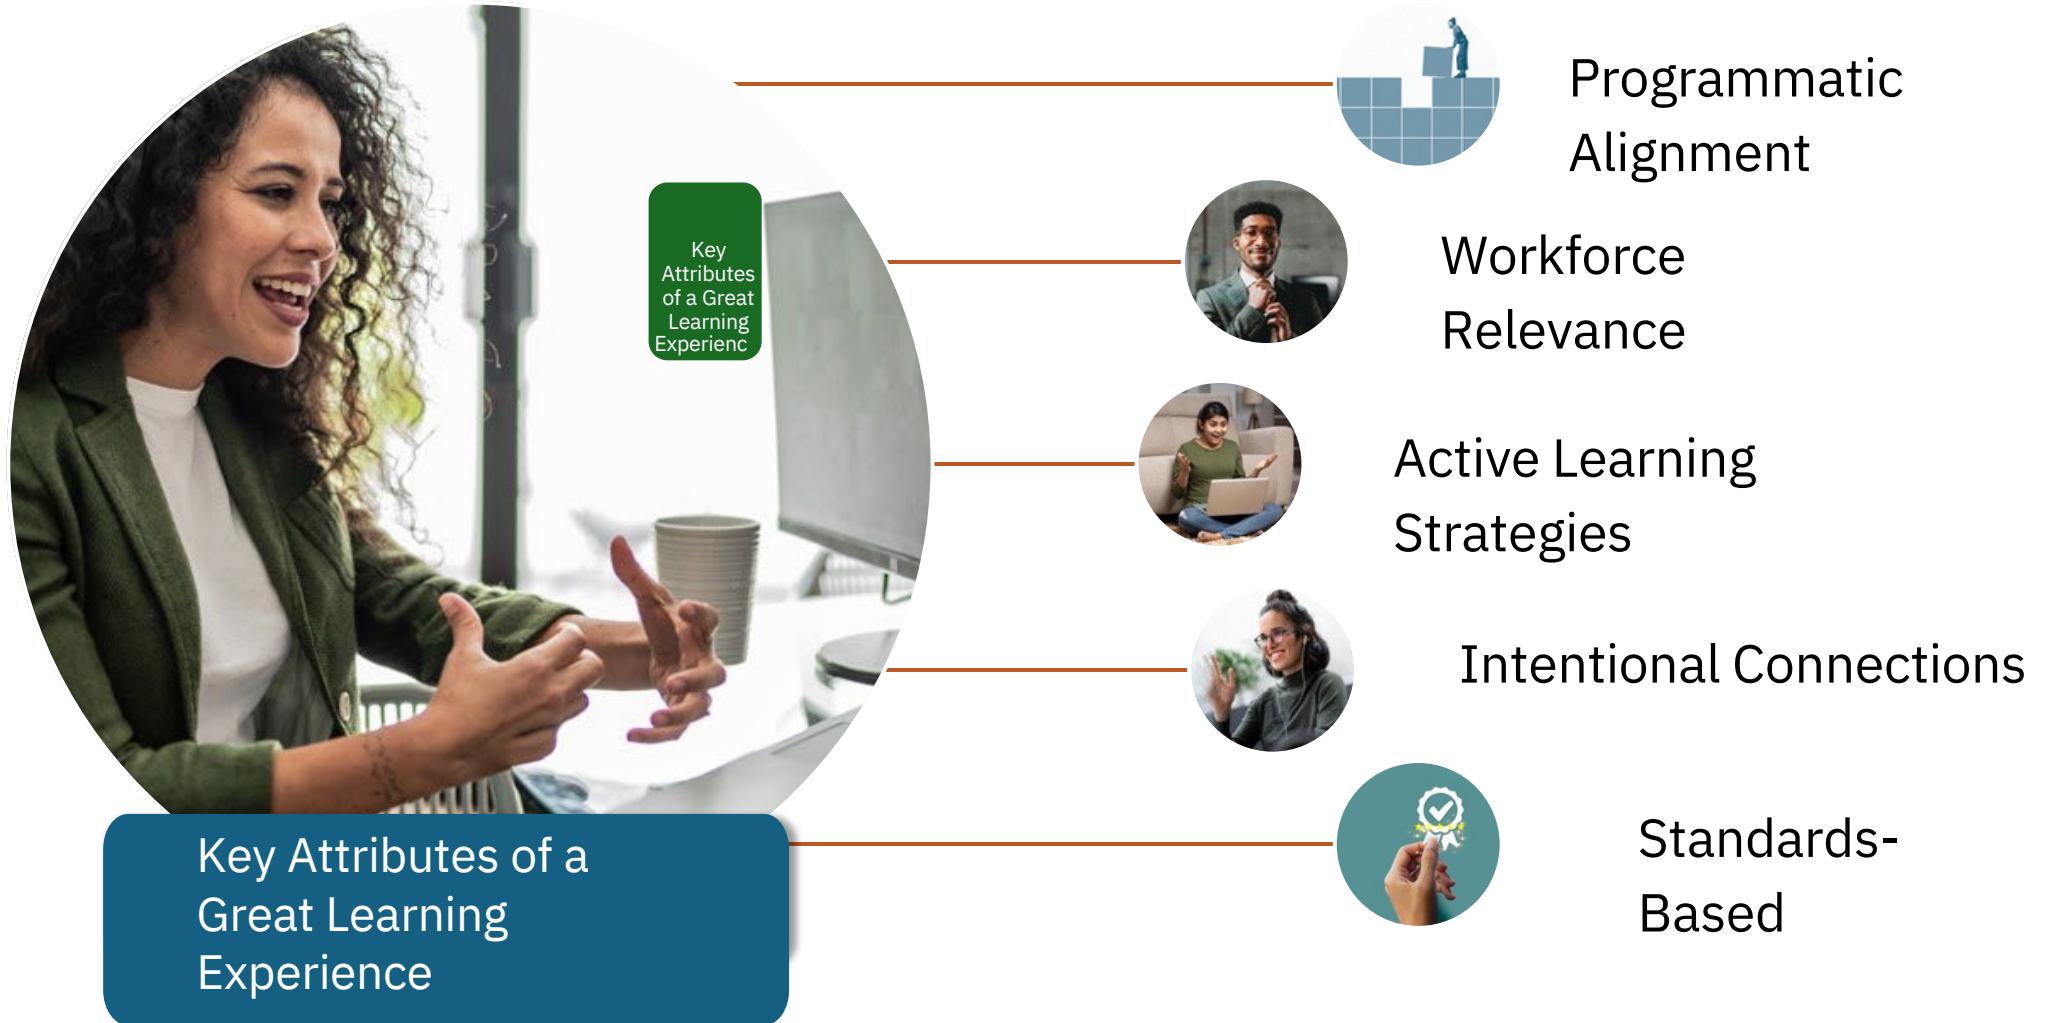 Key
Attributes
of a Great
Learning
Experienc
Key Attributes of a
Great Learning
Experience
Programmatic
Alignment
Workforce
Relevance
Active Learning
Strategies
Intentional Connections
Standards-
Based